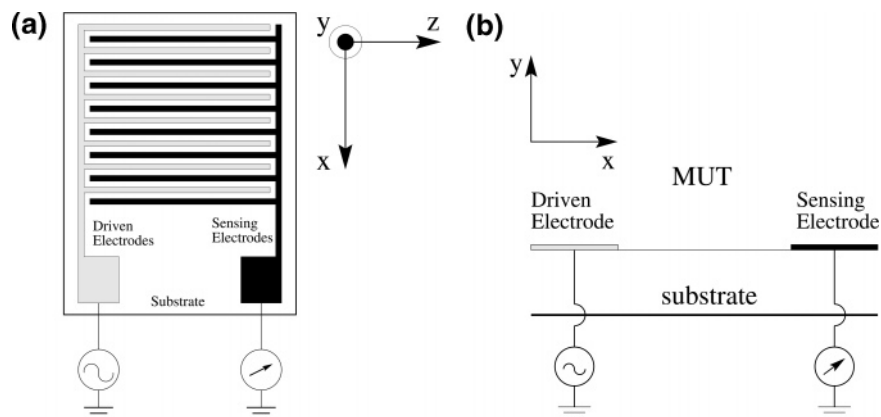 (a)
y
z
x
Driven
Electrodes
Sensing
Electrodes
Substrate
(b)
y
x
MUT
Driven
Electrode
Sensing
Electrode
substrate